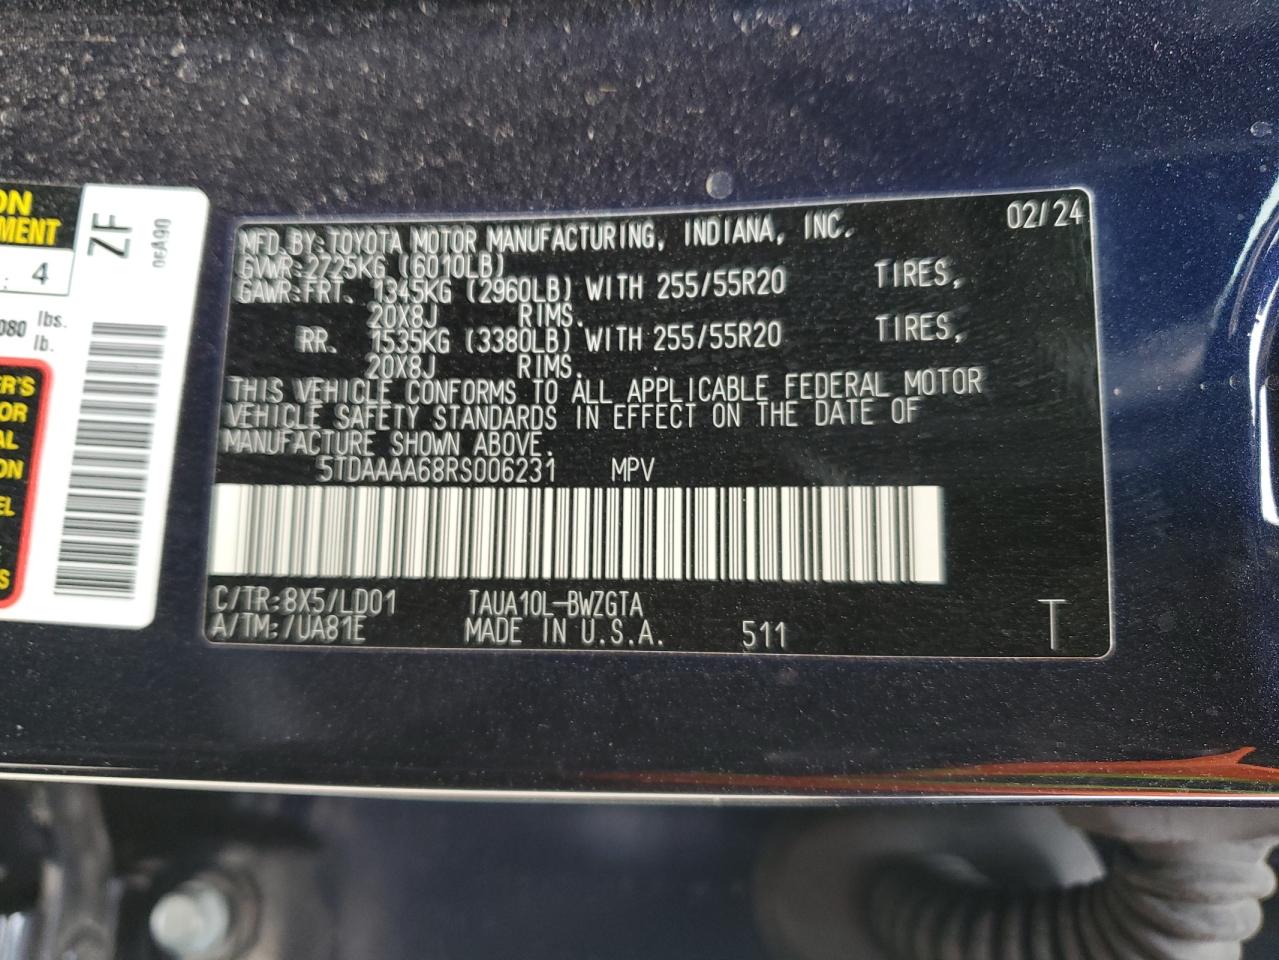 MFD.BY:TOYOTA MOTOR MANUFACTURING, INDIANA, INC. 02/24
GVWR:2725KG (6010LB)
GAWR:FRT. 1345KG (2960LB) WITH 255/55R20 TIRES,
20X8J RIMS.
RR. 1535KG (3380LB) WITH 255/55R20 TIRES,
20X8J RIMS.
THIS VEHICLE CONFORMS TO ALL APPLICABLE FEDERAL MOTOR
VEHICLE SAFETY STANDARDS IN EFFECT ON THE DATE OF
MANUFACTURE SHOWN ABOVE.
5TDAAAA68RS006231 MPV
C/TR:8X5/LD01 TAUA10L-BWZGTA
A/TM:/UA81E MADE IN U.S.A. 511 T
ZF
06A90
: 4
080 lbs.
lb.